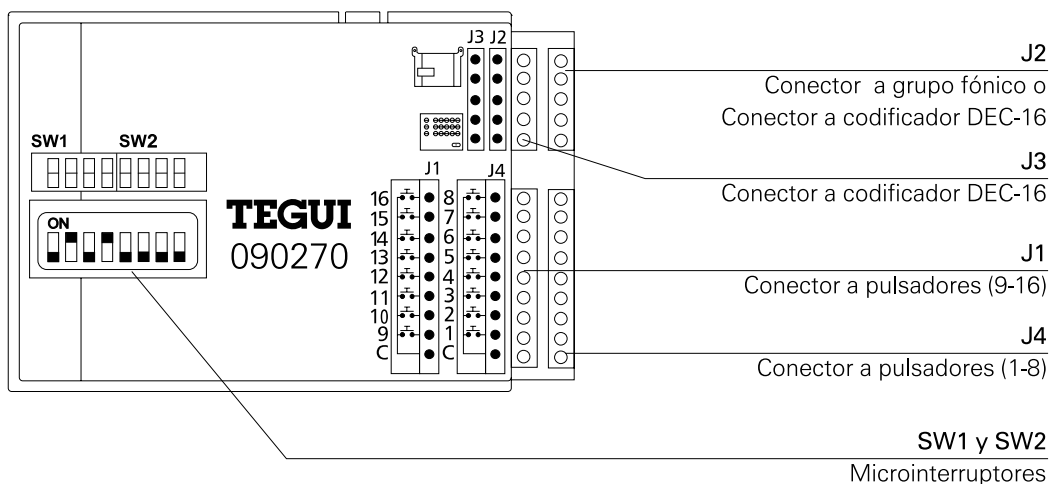 J3 J2
J2
Conector a grupo fónico o
Conector a codificador DEC-16
SW1 SW2
J3
Conector a codificador DEC-16
J1 J4
16 8
15 7
14 6
13 5
12 4
11 3
10 2
9 1
C C
TEGUI
090270
ON
J1
Conector a pulsadores (9-16)
J4
Conector a pulsadores (1-8)
SW1 y SW2
Microinterruptores